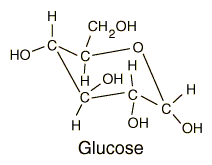 H
CH2OH
HO C C O
H H
H OH
C C C
H OH OH
Glucose